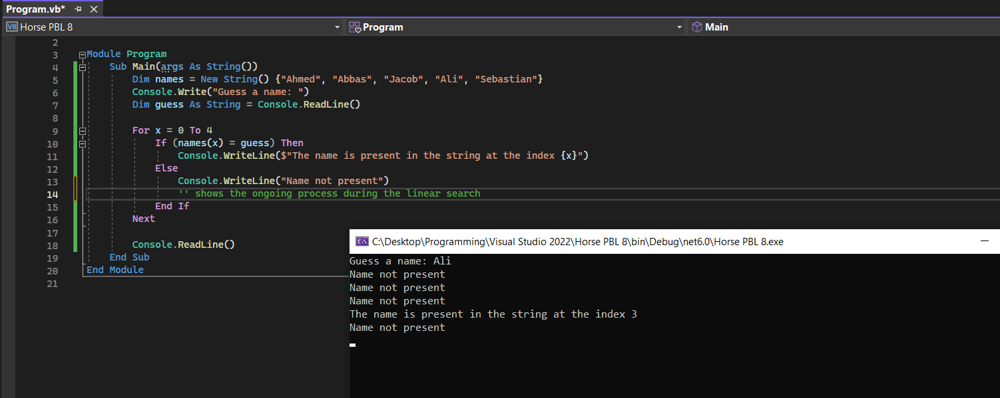 Program.vb*
VB Horse PBL 8 Program Main
2
3 Module Program
4 Sub Main(args As String())
5 Dim names = New String() {"Ahmed", "Abbas", "Jacob", "Ali", "Sebastian"}
6 Console.Write("Guess a name: ")
7 Dim guess As String = Console.ReadLine()
8
9 For x = 0 To 4
10 If (names(x) = guess) Then
11 Console.WriteLine($"The name is present in the string at the index {x}")
12 Else
13 Console.WriteLine("Name not present")
14 '' shows the ongoing process during the linear search
15 End If
16 Next
17
18 Console.ReadLine()
19 End Sub
20 End Module
21
C:\ C:\Desktop\Programming\Visual Studio 2022\Horse PBL 8\bin\Debug\net6.0\Horse PBL 8.exe
Guess a name: Ali
Name not present
Name not present
Name not present
The name is present in the string at the index 3
Name not present